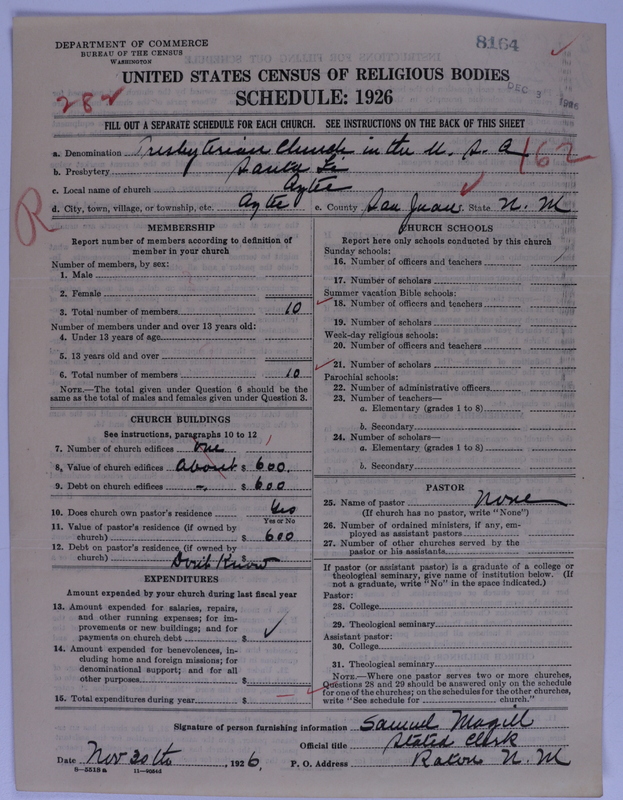 DEPARTMENT OF COMMERCE
BUREAU OF THE CENSUS
WASHINGTON
8164
DEC 3 1926
UNITED STATES CENSUS OF RELIGIOUS BODIES
282
SCHEDULE: 1926
FILL OUT A SEPARATE SCHEDULE FOR EACH CHURCH. SEE INSTRUCTIONS ON THE BACK OF THIS SHEET
a. Denomination Presbyterian Church in the U. S. A 162
b. Presbytery Santa Fe
c. Local name of church Aztec
d. City, town, village, or township, etc. Aztec e. County San Juan f. State N. M
R
MEMBERSHIP
Report number of members according to definition of
member in your church
Number of members, by sex:
1. Male
2. Female
3. Total number of members 10
Number of members under and over 13 years old:
4. Under 13 years of age
5. 13 years old and over
6. Total number of members 10
NOTE.—The total given under Question 6 should be the
same as the total of males and females given under Question 3.
CHURCH BUILDINGS
See instructions, paragraphs 10 to 12
7. Number of church edifices one 1
8. Value of church edifices About $ 600.
9. Debt on church edifices - $ 600
10. Does church own pastor's residence Yes
Yes or No
11. Value of pastor's residence (if owned by
church) $ 600
12. Debt on pastor's residence (if owned by
church) Don't Know $
EXPENDITURES
Amount expended by your church during last fiscal year
13. Amount expended for salaries, repairs,
and other running expenses; for im-
provements or new buildings; and for
payments on church debt $ ✓
14. Amount expended for benevolences, in-
cluding home and foreign missions; for
denominational support; and for all
other purposes $
15. Total expenditures during year $ –
CHURCH SCHOOLS
Report here only schools conducted by this church
Sunday schools:
16. Number of officers and teachers
17. Number of scholars
Summer vacation Bible schools:
18. Number of officers and teachers
19. Number of scholars
Week-day religious schools:
20. Number of officers and teachers
21. Number of scholars
Parochial schools:
22. Number of administrative officers
23. Number of teachers—
a. Elementary (grades 1 to 8)
b. Secondary
24. Number of scholars—
a. Elementary (grades 1 to 8)
b. Secondary
PASTOR
25. Name of pastor None
(If church has no pastor, write "None")
26. Number of ordained ministers, if any, em-
ployed as assistant pastors
27. Number of other churches served by the
pastor or his assistants
If pastor (or assistant pastor) is a graduate of a college or
theological seminary, give name of institution below. (If
not a graduate, write "No" in the space indicated.)
Pastor:
28. College
29. Theological seminary
Assistant pastor:
30. College
31. Theological seminary
NOTE.—Where one pastor serves two or more churches,
Questions 28 and 29 should be answered only on the schedule
for one of the churches; on the schedules for the other churches,
write "See schedule for church."
Signature of person furnishing information Samuel Magill
Official title Stated Clerk
Date Nov 30th, 1926, P. O. Address Raton N. M
8—5518a 11—9034d